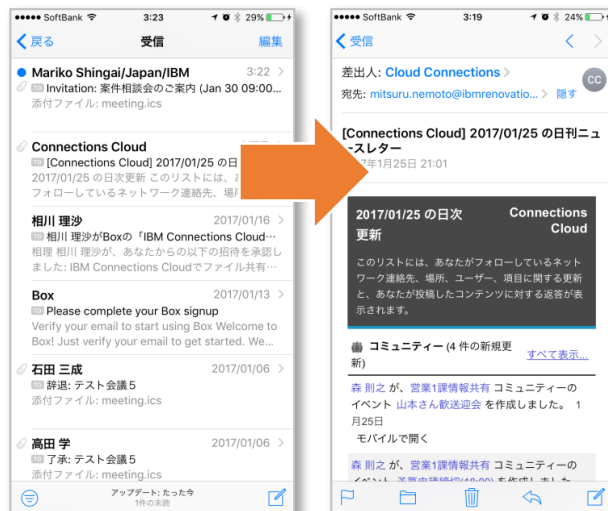 SoftBank 3:23 29%
戻る 受信 編集
Mariko Shingai/Japan/IBM 3:22
TO Invitation: 案件相談会のご案内 (Jan 30 09:00...
添付ファイル: meeting.ics
Connections Cloud
TO [Connections Cloud] 2017/01/25 の日
2017/01/25 の日次更新 このリストには、
フォローしているネットワーク連絡先、場
相川 理沙 2017/01/16
TO 相川 理沙がBoxの「IBM Connections Cloud…
相理 相川 理沙が、あなたからの以下の招待を承認し
ました: IBM Connections Cloudでファイル共有…
Box 2017/01/13
TO Please complete your Box signup
Verify your email to start using Box Welcome to
Box! Just verify your email to get started. We...
石田 三成 2017/01/06
TO 辞退: テスト会議５
添付ファイル: meeting.ics
高田 学 2017/01/06
TO 了承: テスト会議５
添付ファイル: meeting.ics
アップデート: たった今
1件の未読
SoftBank 3:19 24%
受信
差出人: Cloud Connections
CC
宛先: mitsuru.nemoto@ibmrenovatio... 隠す
[Connections Cloud] 2017/01/25 の日刊ニュ
ースレター
年1月25日 21:01
2017/01/25 の日次 Connections
更新 Cloud
このリストには、あなたがフォローしているネット
ワーク連絡先、場所、ユーザー、項目に関する更新
と、あなたが投稿したコンテンツに対する返答が表
示されます。
コミュニティー (4 件の新規更
新) すべて表示...
森 則之 が、営業1課情報共有 コミュニティーの
イベント 山本さん歓送迎会 を作成しました。 1
月25日
モバイルで開く
森 則之 が、営業1課情報共有 コミュニティーの